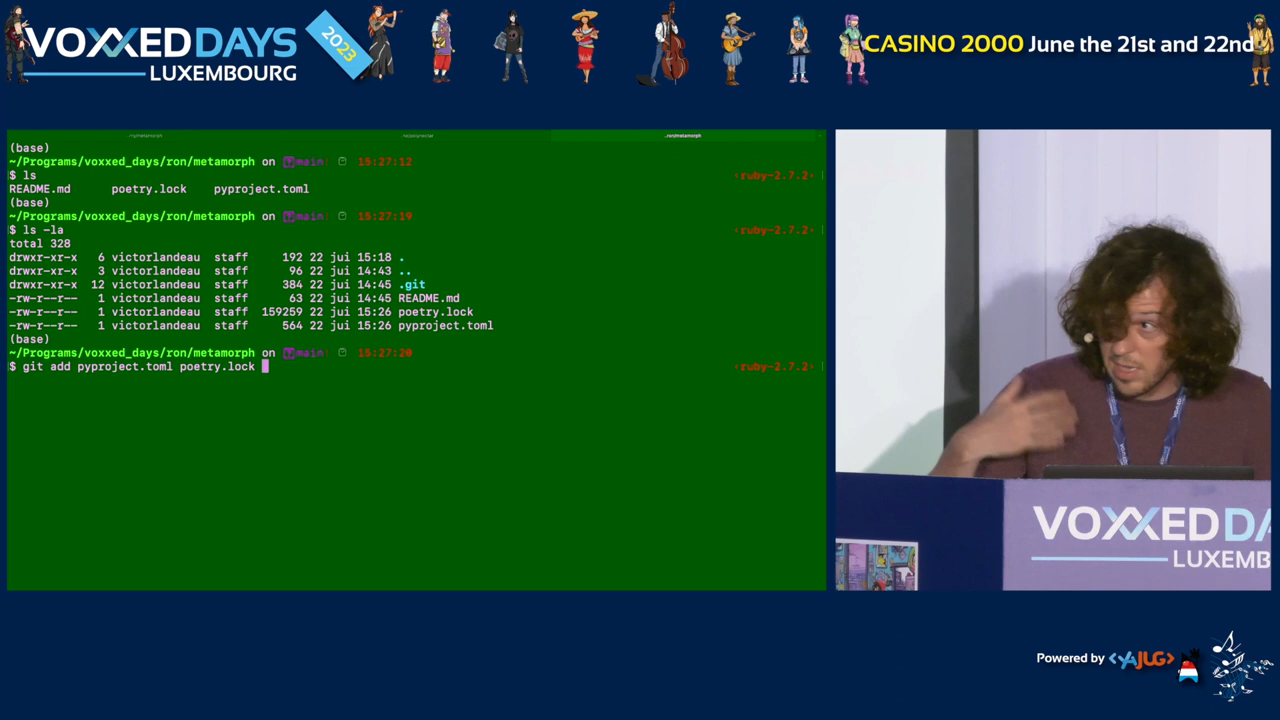 VOXXEDDAYS
LUXEMBOURG
2023
CASINO 2000 June the 21st and 22nd
(base)
~/Programs/voxxed_days/ron/metamorph on main! 15:27:12
$ ls ‹ruby-2.7.2›
README.md poetry.lock pyproject.toml
(base)
~/Programs/voxxed_days/ron/metamorph on main! 15:27:19
$ ls -la ‹ruby-2.7.2›
total 328
drwxr-xr-x 6 victorlandeau staff 192 22 jui 15:18 .
drwxr-xr-x 3 victorlandeau staff 96 22 jui 14:43 ..
drwxr-xr-x 12 victorlandeau staff 384 22 jui 14:45 .git
-rw-r--r-- 1 victorlandeau staff 63 22 jui 14:45 README.md
-rw-r--r-- 1 victorlandeau staff 159259 22 jui 15:26 poetry.lock
-rw-r--r-- 1 victorlandeau staff 564 22 jui 15:26 pyproject.toml
(base)
~/Programs/voxxed_days/ron/metamorph on main! 15:27:20
$ git add pyproject.toml poetry.lock ‹ruby-2.7.2›
VOXXEDDA
LUXEMB
Powered by <YAJUG>